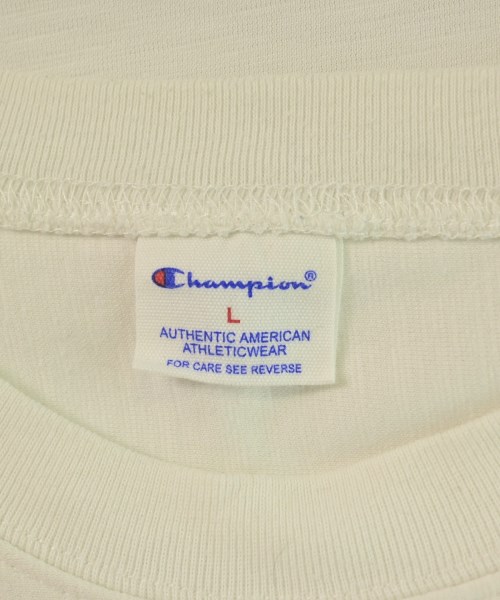 Champion®
L
AUTHENTIC AMERICAN
ATHLETICWEAR
FOR CARE SEE REVERSE